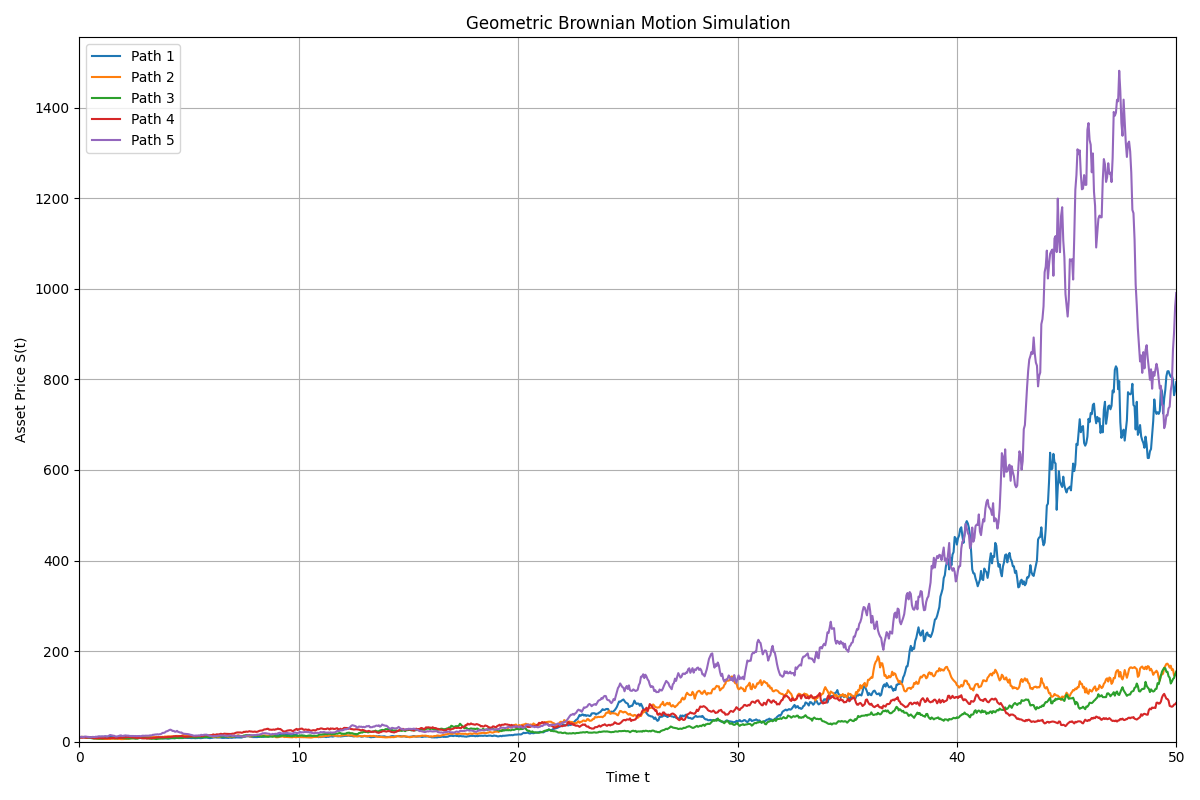 Geometric Brownian Motion Simulation
Path 1
Path 2
Path 3
Path 4
Path 5
Asset Price S(t)
1400
1200
1000
800
600
400
200
0
0 10 20 30 40 50
Time t